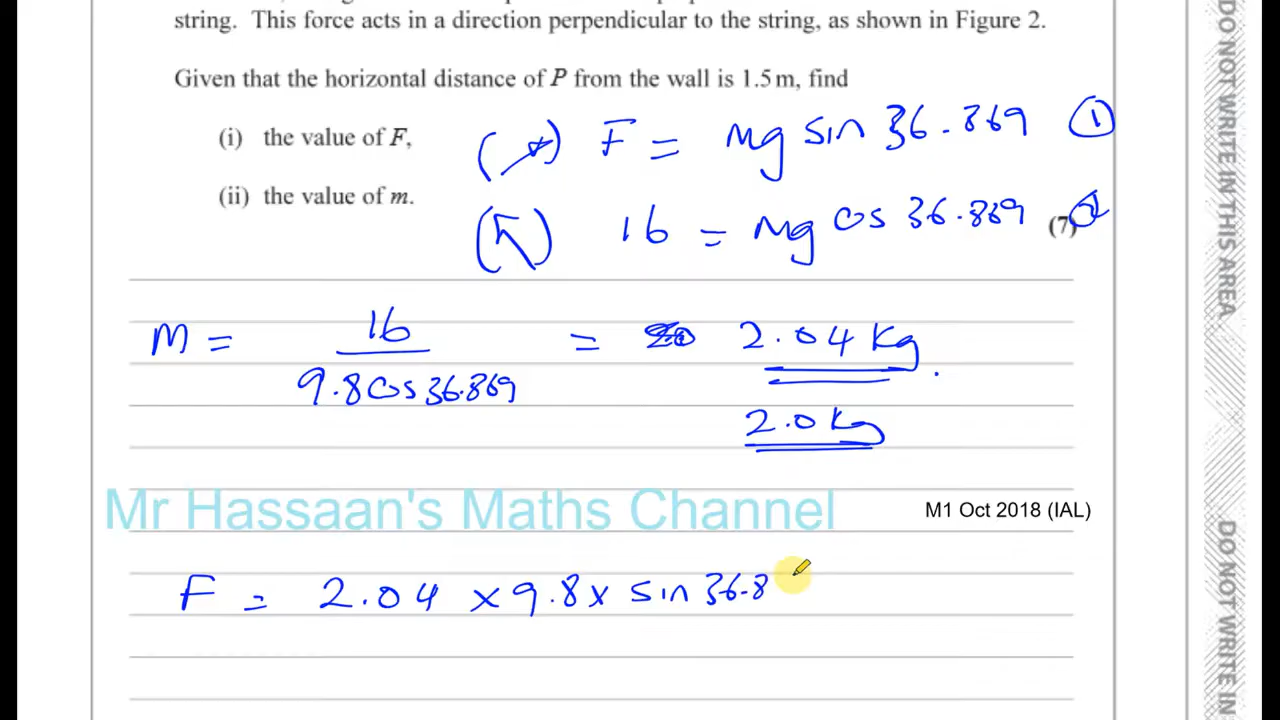 string. This force acts in a direction perpendicular to the string, as shown in Figure 2.
Given that the horizontal distance of P from the wall is 1.5 m, find
(i) the value of F,
(ii) the value of m.
(↗) F = Mg sin 36.869 ①
(↖) 16 = Mg cos 36.869 ②
(7)
M = 16 / 9.8 cos 36.869 = 2.04 kg.
2.0 kg
Mr Hassaan's Maths Channel
M1 Oct 2018 (IAL)
F = 2.04 × 9.8 × sin 36.8
DO NOT WRITE IN THIS AREA
DO NOT WRITE IN